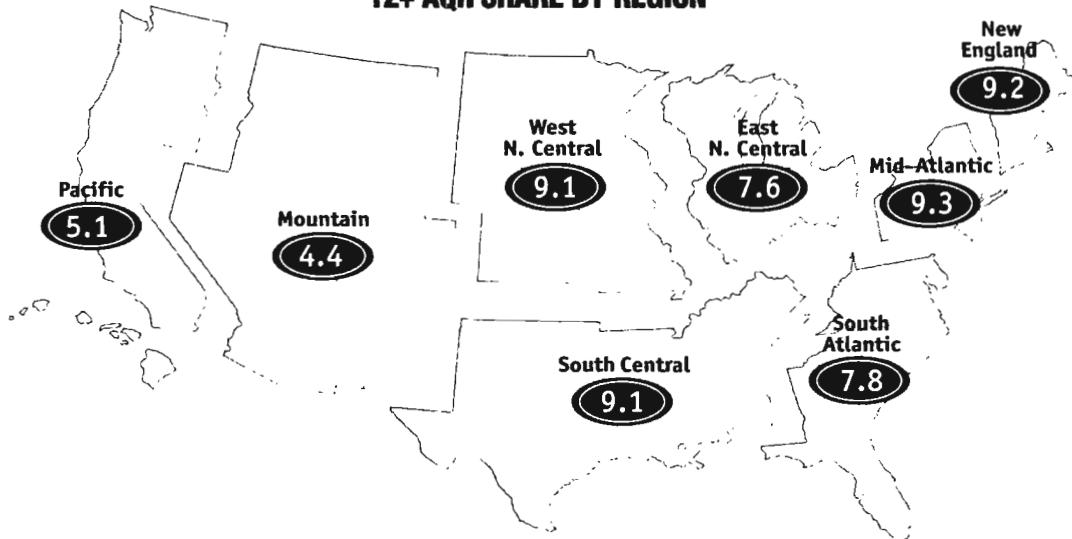 12+ AQH SHARE BY REGION
New
England
9.2
West
N. Central
9.1
East
N. Central
7.6
Mid-Atlantic
9.3
Pacific
5.1
Mountain
4.4
South
Atlantic
7.8
South Central
9.1